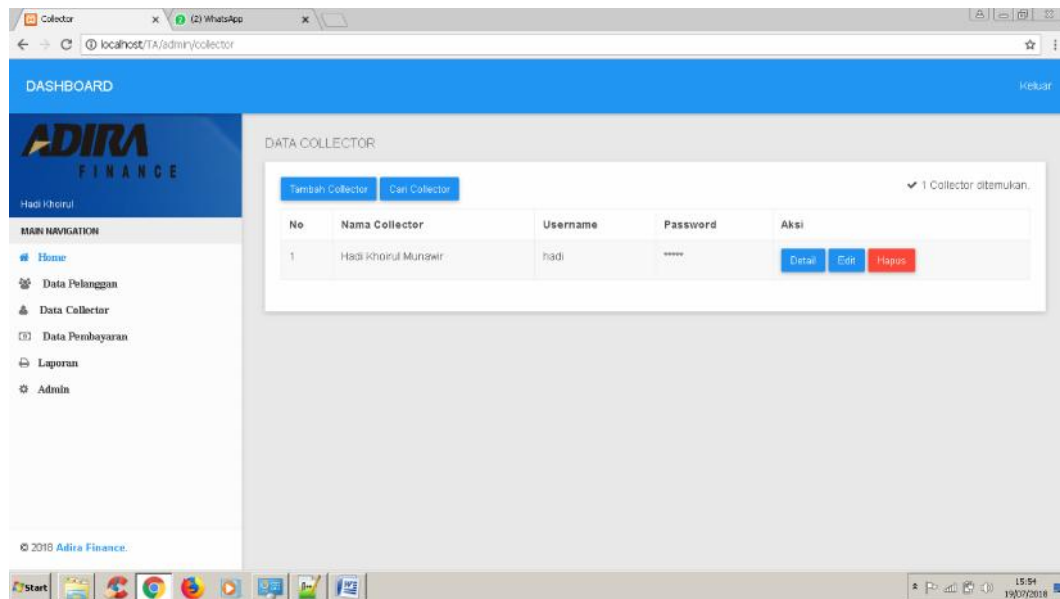 Collector
(2) WhatsApp
localhost/TA/admin/collector
DASHBOARD
Keluar
ADIRA
FINANCE
Hadi Khoirul
MAIN NAVIGATION
Home
Data Pelanggan
Data Collector
Data Pembayaran
Laporan
Admin
© 2018 Adira Finance.
DATA COLLECTOR
Tambah Collector Cari Collector
1 Collector ditemukan.
No Nama Collector Username Password Aksi
1 Hadi Khoirul Munawir hadi ***** Detail Edit Hapus
Start
15:54
19/07/2018